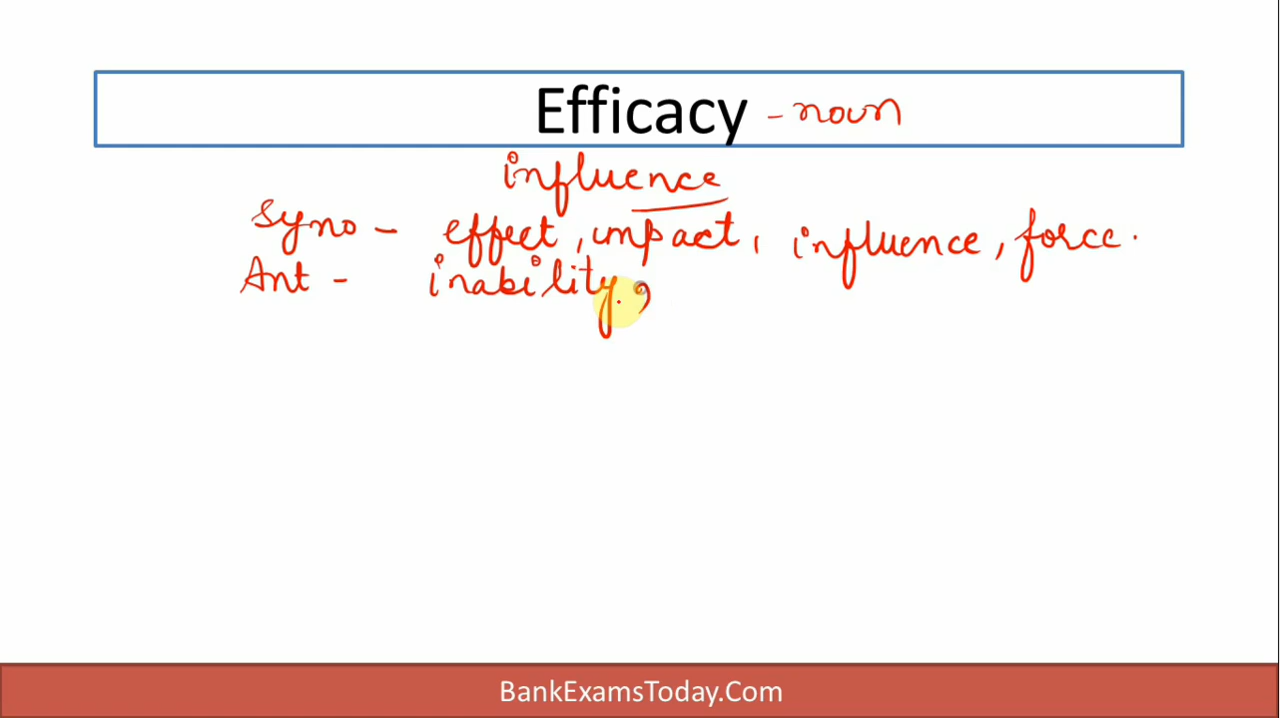 Efficacy - noun
influence
Syno - effect, impact, influence, force.
Ant - inability,
BankExamsToday.Com